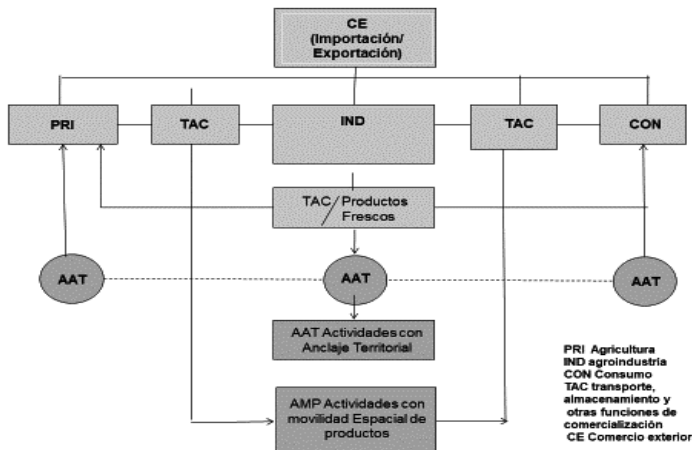 CE
(Importación/
Exportación)
PRI
TAC
IND
TAC
CON
TAC/Productos
Frescos
AAT
AAT
AAT
AAT Actividades con
Anclaje Territorial
AMP Actividades con
movilidad Espacial de
productos
PRI Agricultura
IND agroindustria
CON Consumo
TAC transporte,
almacenamiento y
otras funciones de
comercialización
CE Comercio exterior